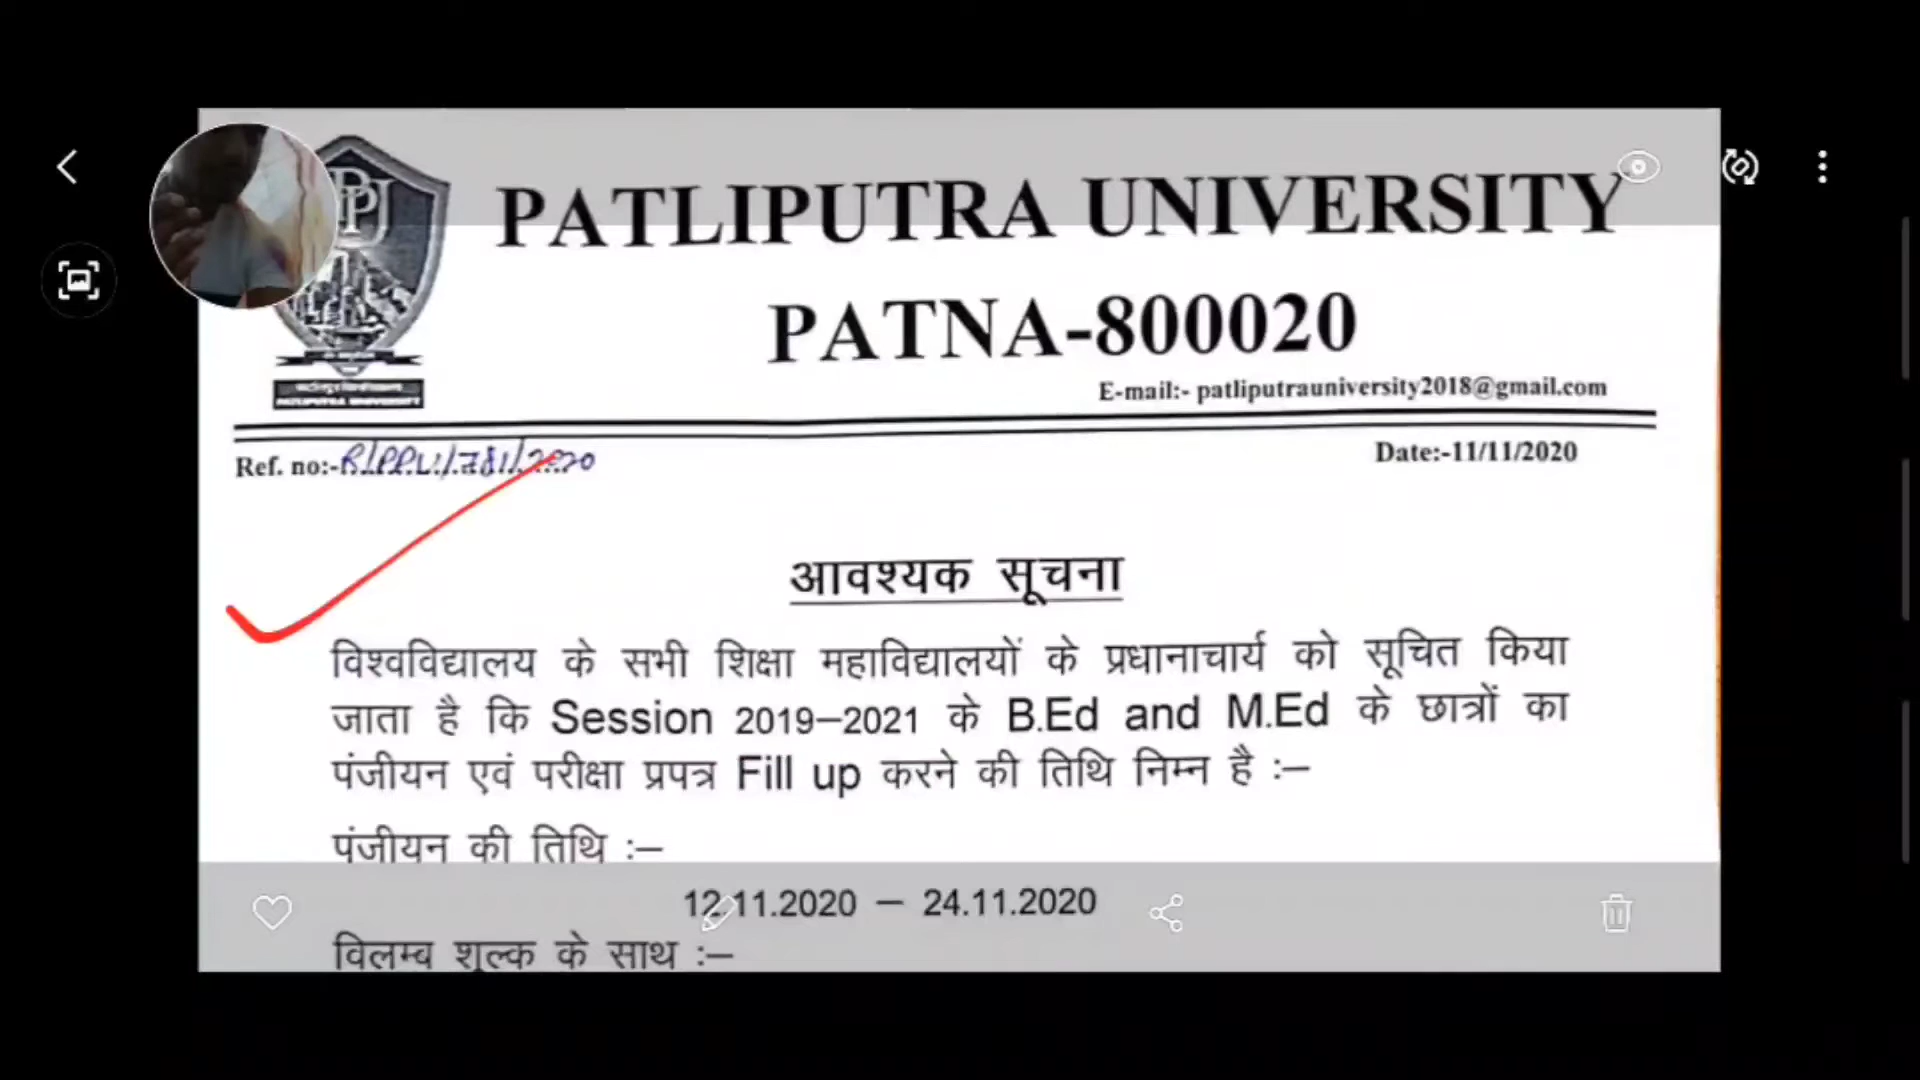 PATLIPUTRA UNIVERSITY
PATNA-800020
E-mail:- patliputrauniversity2018@gmail.com
Ref. no:-
Date:-11/11/2020
आवश्यक सूचना
विश्वविद्यालय के सभी शिक्षा महाविद्यालयों के प्रधानाचार्य को सूचित किया
जाता है कि Session 2019–2021 के B.Ed and M.Ed के छात्रों का
पंजीयन एवं परीक्षा प्रपत्र Fill up करने की तिथि निम्न है :–
पंजीयन की तिथि :–
12.11.2020 – 24.11.2020
विलम्ब शुल्क के साथ :–